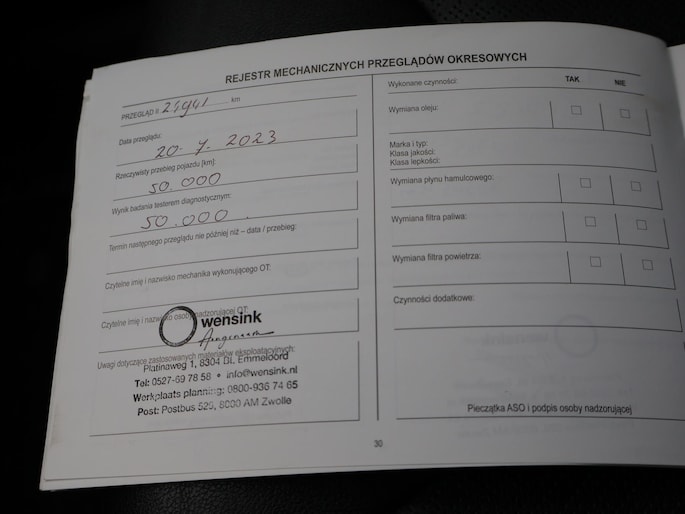 REJESTR MECHANICZNYCH PRZEGLĄDÓW OKRESOWYCH
PRZEGLĄD II 24941 km
Data przeglądu:
20-7. 2023
Rzeczywisty przebieg pojazdu [km]:
50.000
Wynik badania testerem diagnostycznym:
50.000
Termin następnego przeglądu nie później niż – data / przebieg:
Czytelne imię i nazwisko mechanika wykonującego OT:
Czytelne imię i nazwisko osoby nadzorującej OT:
wensink
Uwagi dotyczące zastosowanych materiałów eksploatacyjnych:
Platinaweg 1, 8304 BL Emmeloord
Tel: 0527-69 78 58 • info@wensink.nl
Werkplaats planning: 0800-936 74 65
Post: Postbus 525, 8000 AM Zwolle
Wykonane czynności: TAK NIE
Wymiana oleju:
Marka i typ:
Klasa jakości:
Klasa lepkości:
Wymiana płynu hamulcowego:
Wymiana filtra paliwa:
Wymiana filtra powietrza:
Czynności dodatkowe:
Pieczątka ASO i podpis osoby nadzorującej
30